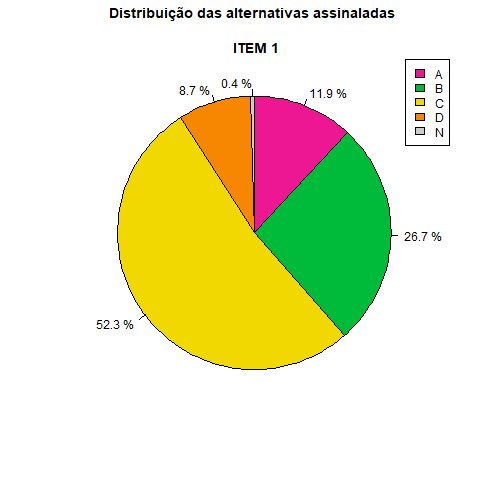 Distribuição das alternativas assinaladas
ITEM 1
A
B
C
D
N
0.4 %
8.7 %
11.9 %
26.7 %
52.3 %